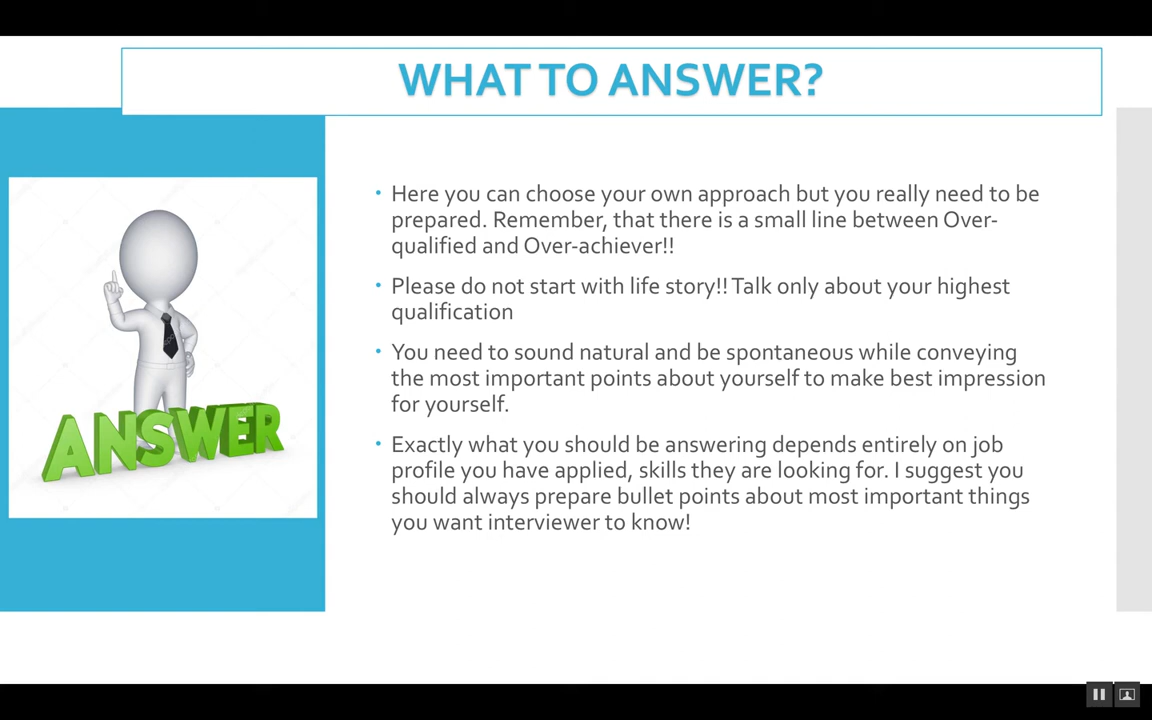 WHAT TO ANSWER?
Here you can choose your own approach but you really need to be
prepared. Remember, that there is a small line between Over-
qualified and Over-achiever!!
Please do not start with life story!! Talk only about your highest
qualification
You need to sound natural and be spontaneous while conveying
the most important points about yourself to make best impression
for yourself.
Exactly what you should be answering depends entirely on job
profile you have applied, skills they are looking for. I suggest you
should always prepare bullet points about most important things
you want interviewer to know!
ANSWER